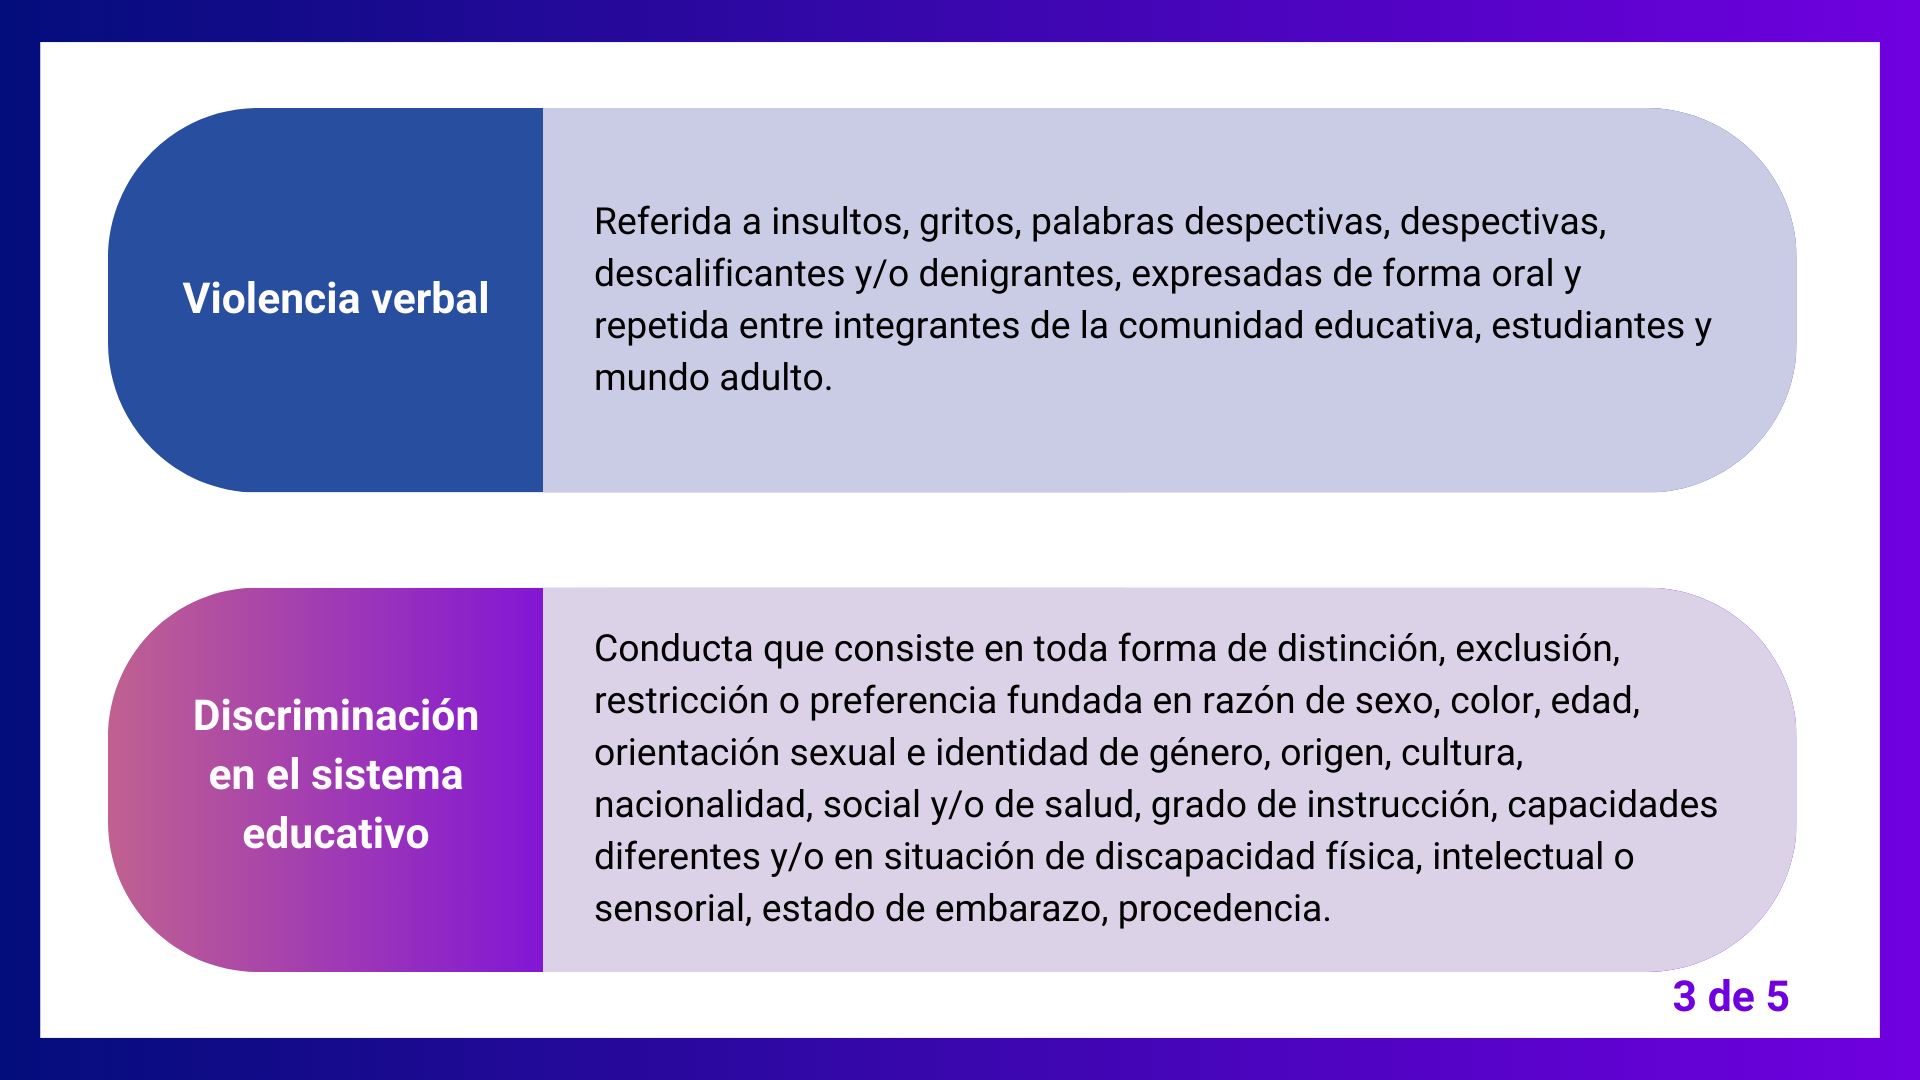 Violencia verbal
Referida a insultos, gritos, palabras despectivas, despectivas,
descalificantes y/o denigrantes, expresadas de forma oral y
repetida entre integrantes de la comunidad educativa, estudiantes y
mundo adulto.
Discriminación
en el sistema
educativo
Conducta que consiste en toda forma de distinción, exclusión,
restricción o preferencia fundada en razón de sexo, color, edad,
orientación sexual e identidad de género, origen, cultura,
nacionalidad, social y/o de salud, grado de instrucción, capacidades
diferentes y/o en situación de discapacidad física, intelectual o
sensorial, estado de embarazo, procedencia.
3 de 5